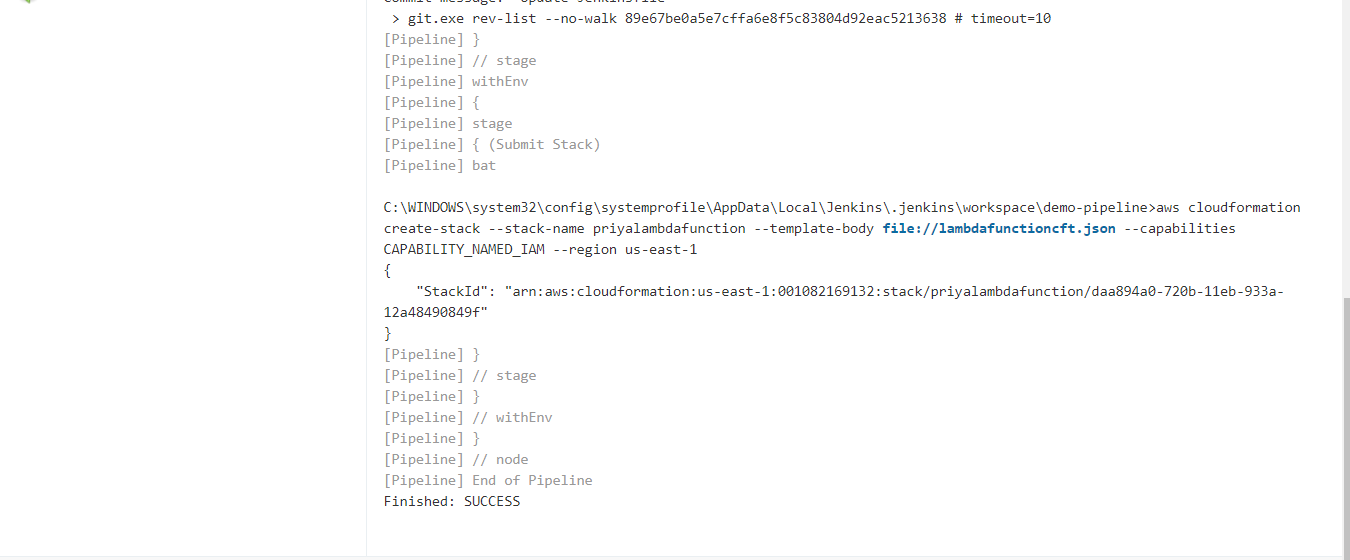 Commit message: "Update Jenkinsfile"
 > git.exe rev-list --no-walk 89e67be0a5e7cffa6e8f5c83804d92eac5213638 # timeout=10
[Pipeline] }
[Pipeline] // stage
[Pipeline] withEnv
[Pipeline] {
[Pipeline] stage
[Pipeline] { (Submit Stack)
[Pipeline] bat
C:\WINDOWS\system32\config\systemprofile\AppData\Local\Jenkins\.jenkins\workspace\demo-pipeline>aws cloudformation
create-stack --stack-name priyalambdafunction --template-body file://lambdafunctioncft.json --capabilities
CAPABILITY_NAMED_IAM --region us-east-1
{
    "StackId": "arn:aws:cloudformation:us-east-1:001082169132:stack/priyalambdafunction/daa894a0-720b-11eb-933a-
12a48490849f"
}
[Pipeline] }
[Pipeline] // stage
[Pipeline] }
[Pipeline] // withEnv
[Pipeline] }
[Pipeline] // node
[Pipeline] End of Pipeline
Finished: SUCCESS